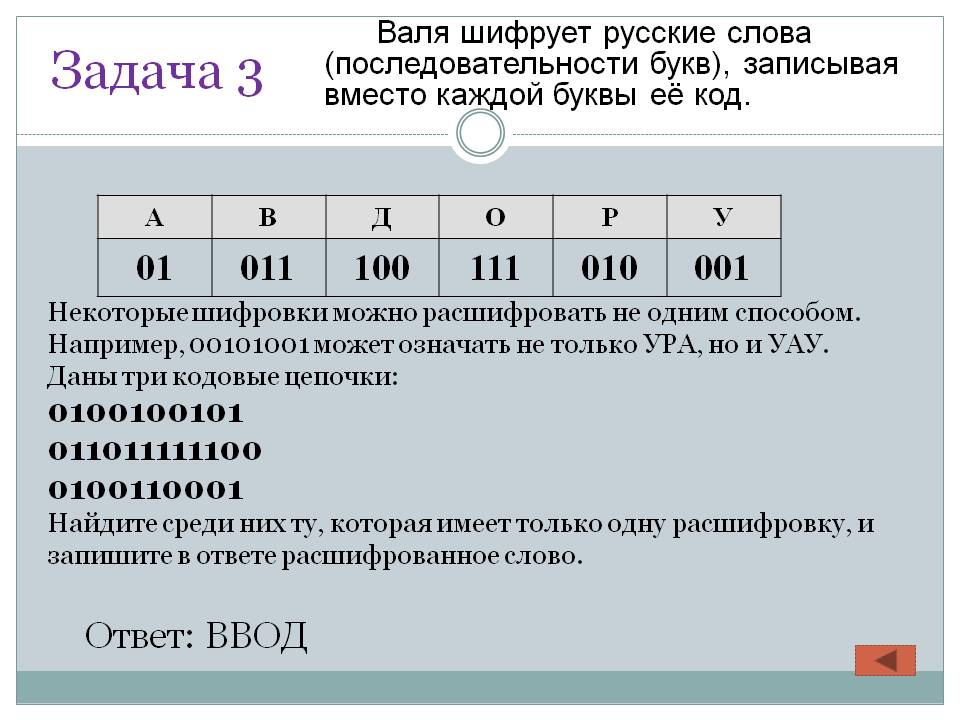 Задача 3
Валя шифрует русские слова
(последовательности букв), записывая
вместо каждой буквы её код.
А В Д О Р У
01 011 100 111 010 001
Некоторые шифровки можно расшифровать не одним способом.
Например, 00101001 может означать не только УРА, но и УАУ.
Даны три кодовые цепочки:
0100100101
011011111100
0100110001
Найдите среди них ту, которая имеет только одну расшифровку, и
запишите в ответе расшифрованное слово.
Ответ: ВВОД